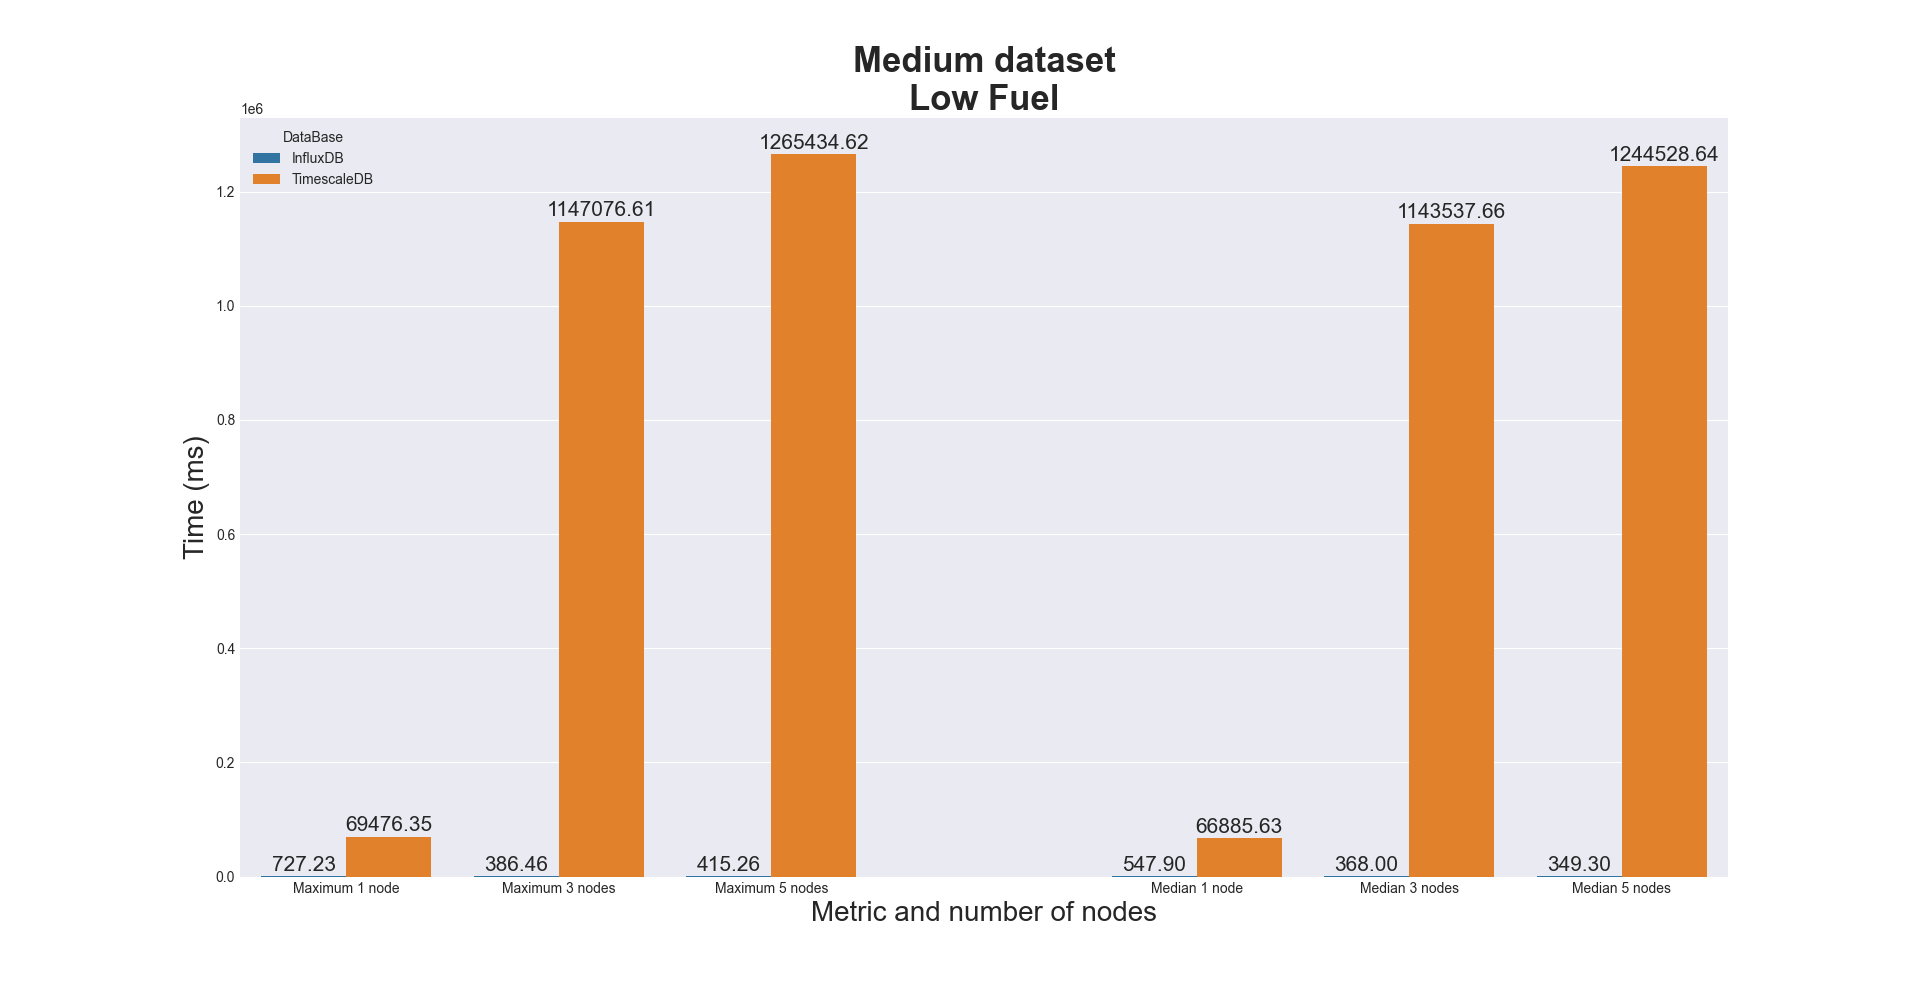 Medium dataset
Low Fuel
1e6
DataBase
InfluxDB
TimescaleDB
1.2
1.0
0.8
0.6
0.4
0.2
0.0
Time (ms)
727.23
69476.35
386.46
1147076.61
415.26
1265434.62
547.90
66885.63
368.00
1143537.66
349.30
1244528.64
Maximum 1 node
Maximum 3 nodes
Maximum 5 nodes
Median 1 node
Median 3 nodes
Median 5 nodes
Metric and number of nodes